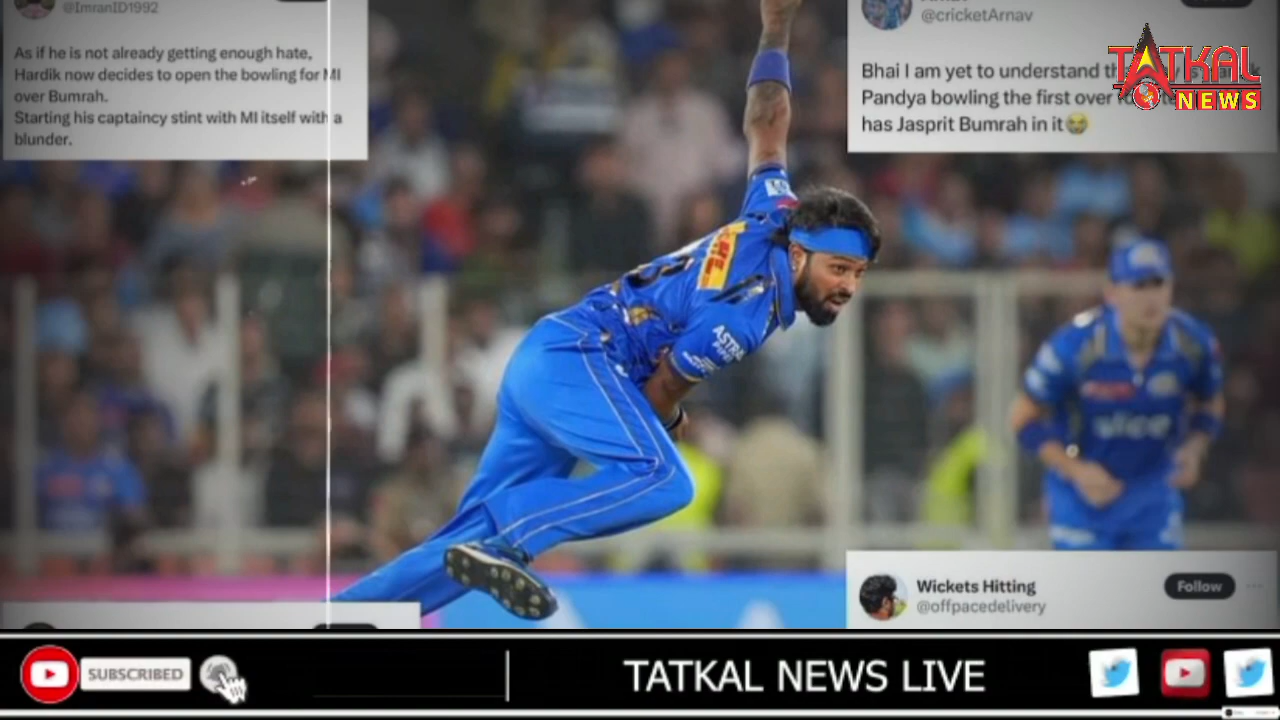 @ImranID1992
As if he is not already getting enough hate,
Hardik now decides to open the bowling for MI
over Bumrah.
Starting his captaincy stint with MI itself with a
blunder.
@cricketArnav
Bhai I am yet to understand
Pandya bowling the first over
has Jasprit Bumrah in it😭
TATKAL
NEWS
ASTRAL
slice
Wickets Hitting
@offpacedelivery
Follow
SUBSCRIBED
TATKAL NEWS LIVE